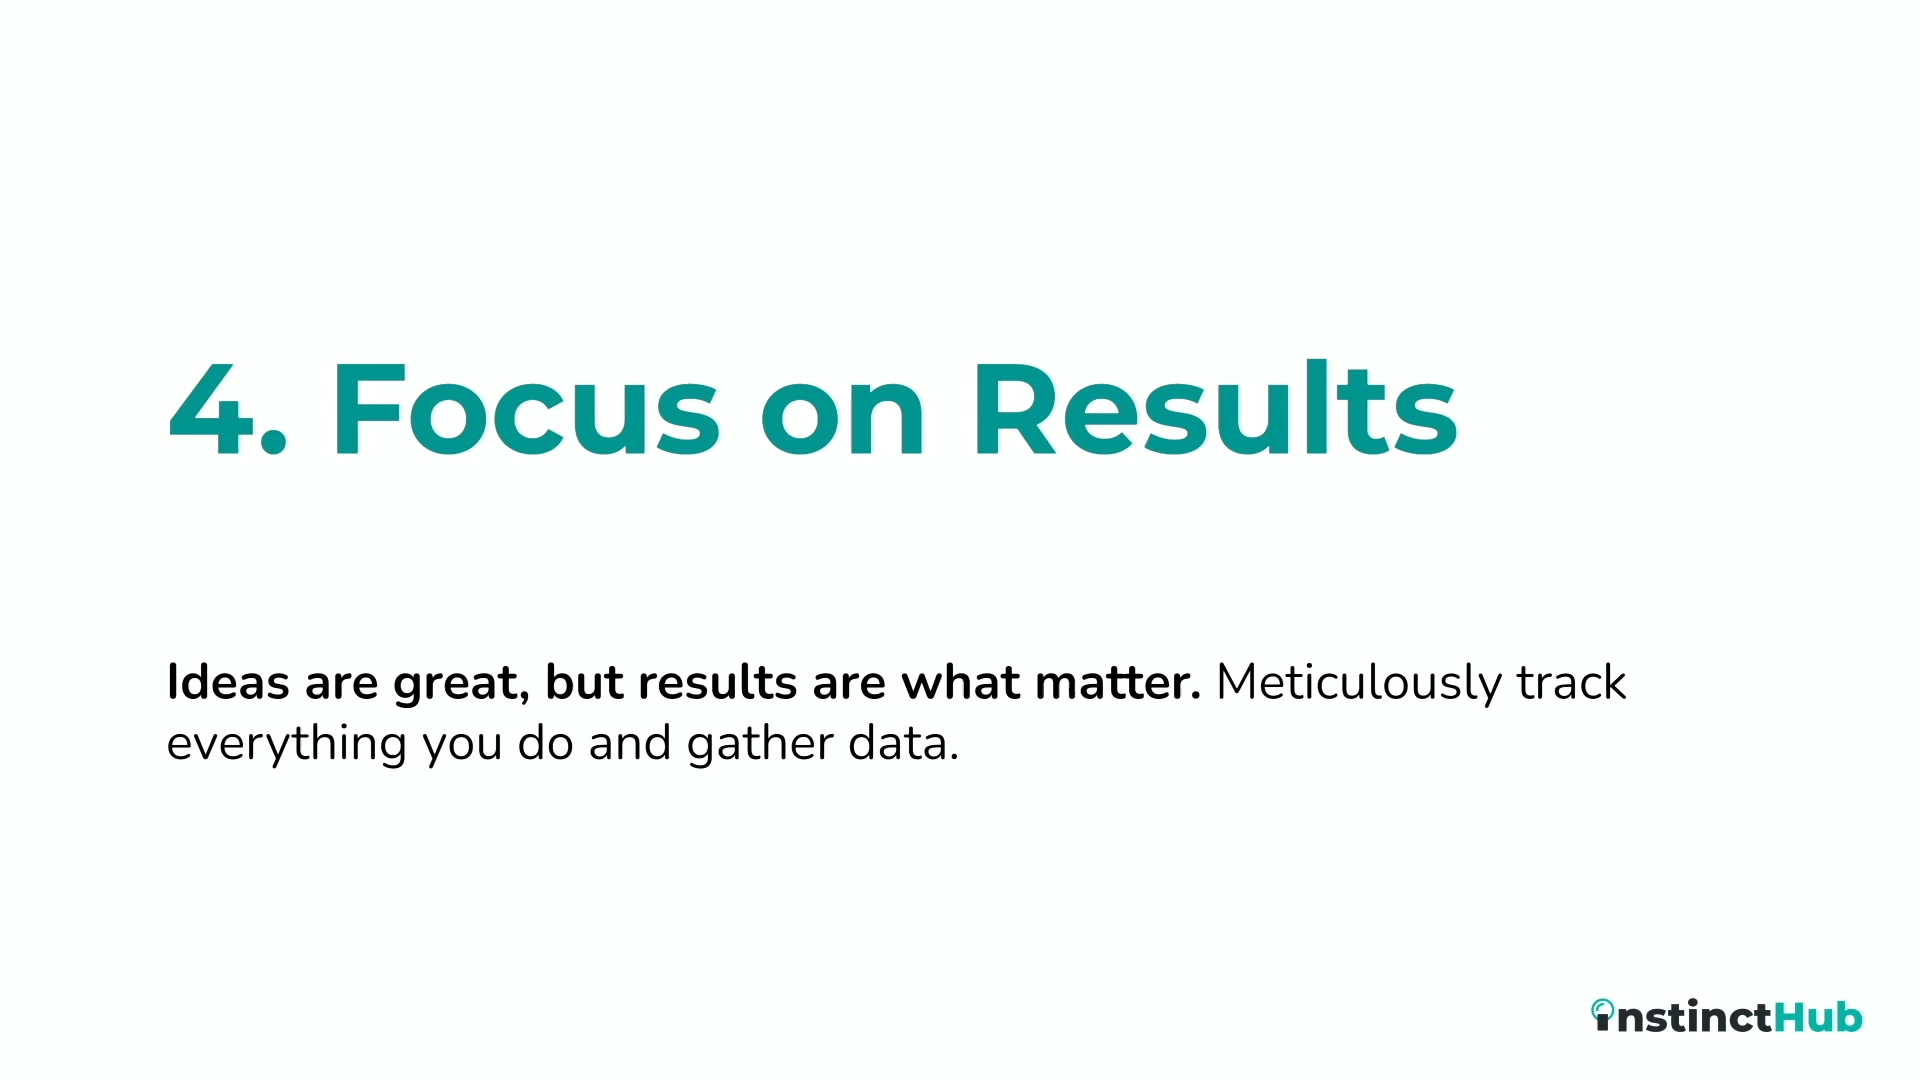 4. Focus on Results
Ideas are great, but results are what matter. Meticulously track
everything you do and gather data.
instinctHub